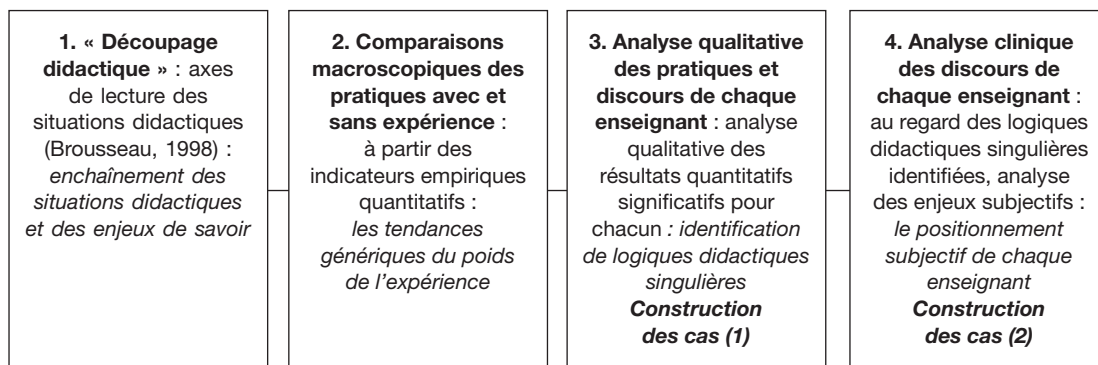 1. « Découpage
didactique » : axes
de lecture des
situations didactiques
(Brousseau, 1998) :
enchaînement des
situations didactiques
et des enjeux de savoir
2. Comparaisons
macroscopiques des
pratiques avec et
sans expérience :
à partir des
indicateurs empiriques
quantitatifs :
les tendances
génériques du poids
de l’expérience
3. Analyse qualitative
des pratiques et
discours de chaque
enseignant : analyse
qualitative des
résultats quantitatifs
significatifs pour
chacun : identification
de logiques didactiques
singulières
Construction
des cas (1)
4. Analyse clinique
des discours de
chaque enseignant :
au regard des logiques
didactiques singulières
identifiées, analyse
des enjeux subjectifs :
le positionnement
subjectif de chaque
enseignant
Construction
des cas (2)